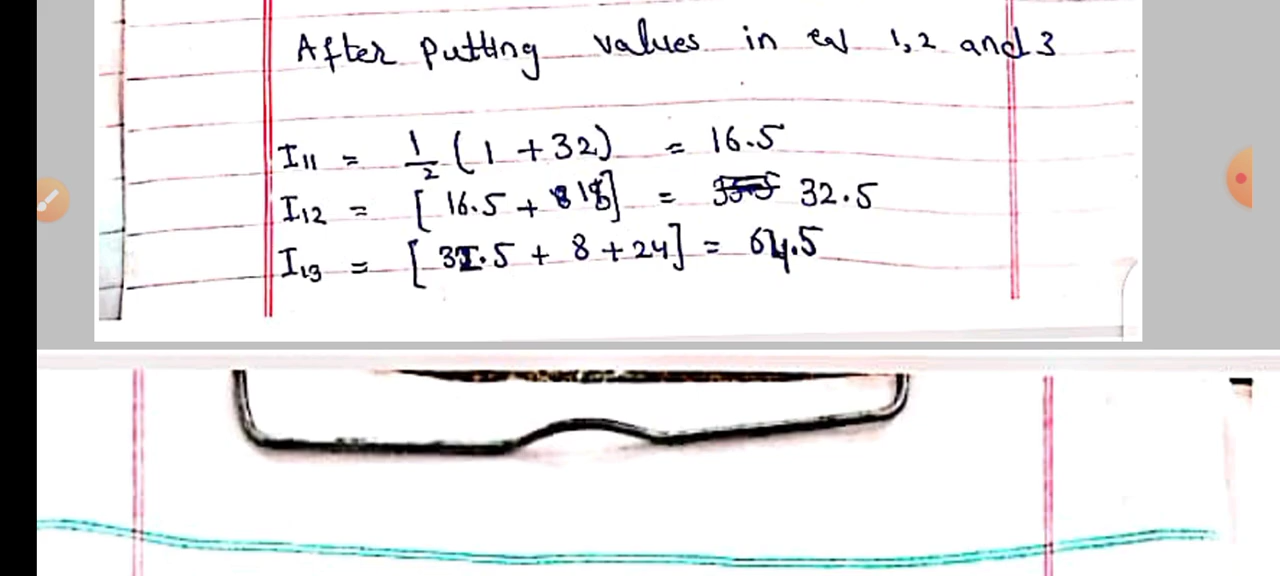 After putting values in eq 1, 2 and 3
I11 = 1/2 (1 + 32) = 16.5
I12 = [ 16.5 + ] = 32.5
I13 = [ 32.5 + 8 + 24 ] = 64.5